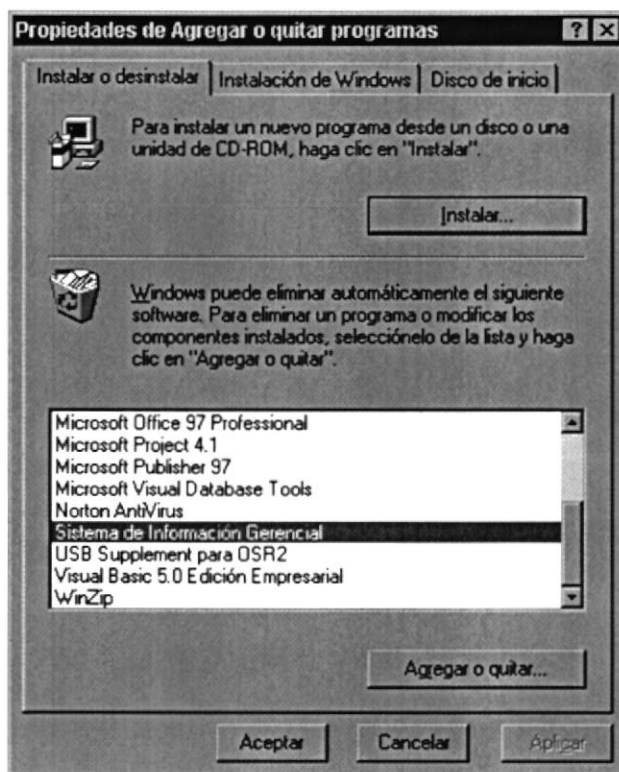 Propiedades de Agregar o quitar programas
Instalar o desinstalar
Instalación de Windows
Disco de inicio
Para instalar un nuevo programa desde un disco o una
unidad de CD-ROM, haga clic en "Instalar".
Instalar...
Windows puede eliminar automáticamente el siguiente
software. Para eliminar un programa o modificar los
componentes instalados, selecciónelo de la lista y haga
clic en "Agregar o quitar".
Microsoft Office 97 Professional
Microsoft Project 4.1
Microsoft Publisher 97
Microsoft Visual Database Tools
Norton AntiVirus
Sistema de Información Gerencial
USB Supplement para OSR2
Visual Basic 5.0 Edición Empresarial
WinZip
Agregar o quitar...
Aceptar
Cancelar
Aplicar